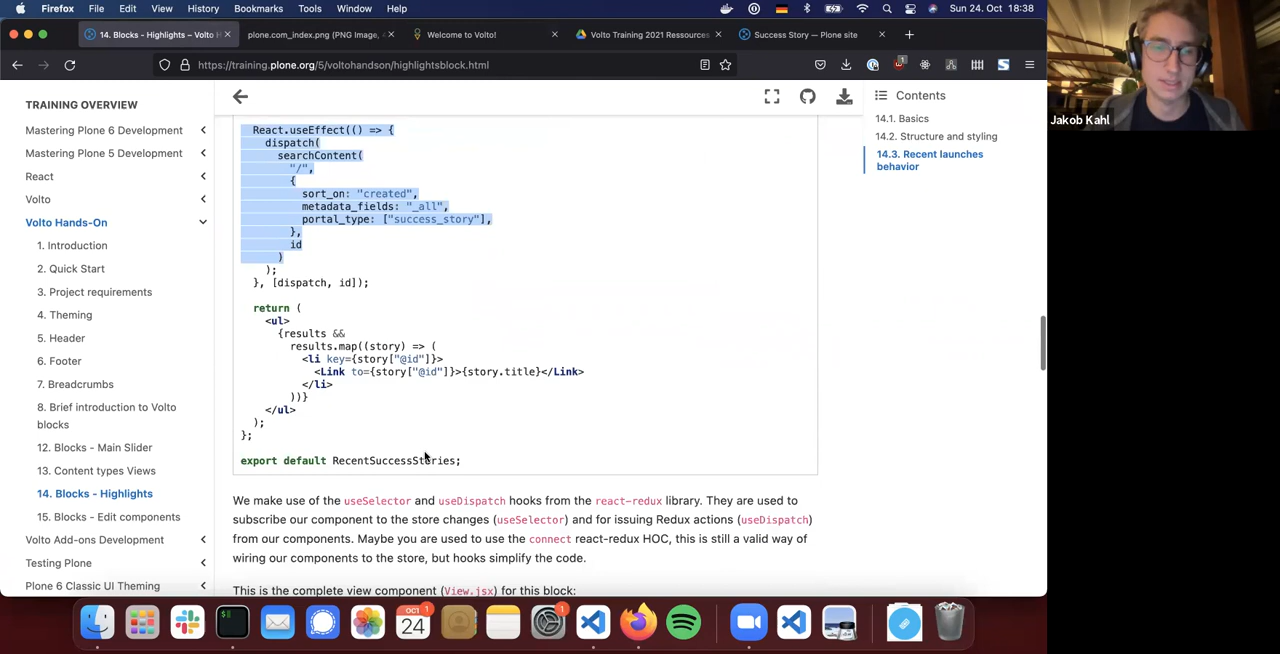 Firefox File Edit View History Bookmarks Tools Window Help
Sun 24. Oct 18:38
14. Blocks - Highlights – Volto H
plone.com_index.png (PNG Image, 4
Welcome to Volto!
Volto Training 2021 Ressources
Success Story — Plone site
https://training.plone.org/5/voltohandson/highlightsblock.html
Jakob Kahl
TRAINING OVERVIEW
Mastering Plone 6 Development
Mastering Plone 5 Development
React
Volto
Volto Hands-On
1. Introduction
2. Quick Start
3. Project requirements
4. Theming
5. Header
6. Footer
7. Breadcrumbs
8. Brief introduction to Volto
blocks
12. Blocks - Main Slider
13. Content types Views
14. Blocks - Highlights
15. Blocks - Edit components
Volto Add-ons Development
Testing Plone
Plone 6 Classic UI Theming
React.useEffect(() => {
dispatch(
searchContent(
"/",
{
sort_on: "created",
metadata_fields: "_all",
portal_type: ["success_story"],
},
id
)
);
}, [dispatch, id]);
return (
<ul>
{results &&
results.map((story) => (
<li key={story["@id"]}>
<Link to={story["@id"]}>{story.title}</Link>
</li>
))}
</ul>
);
};
export default RecentSuccessStories;
We make use of the useSelector and useDispatch hooks from the react-redux library. They are used to
subscribe our component to the store changes (useSelector) and for issuing Redux actions (useDispatch)
from our components. Maybe you are used to use the connect react-redux HOC, this is still a valid way of
wiring our components to the store, but hooks simplify the code.
This is the complete view component (View.jsx) for this block:
Contents
14.1. Basics
14.2. Structure and styling
14.3. Recent launches
behavior
OCT
24
1
1